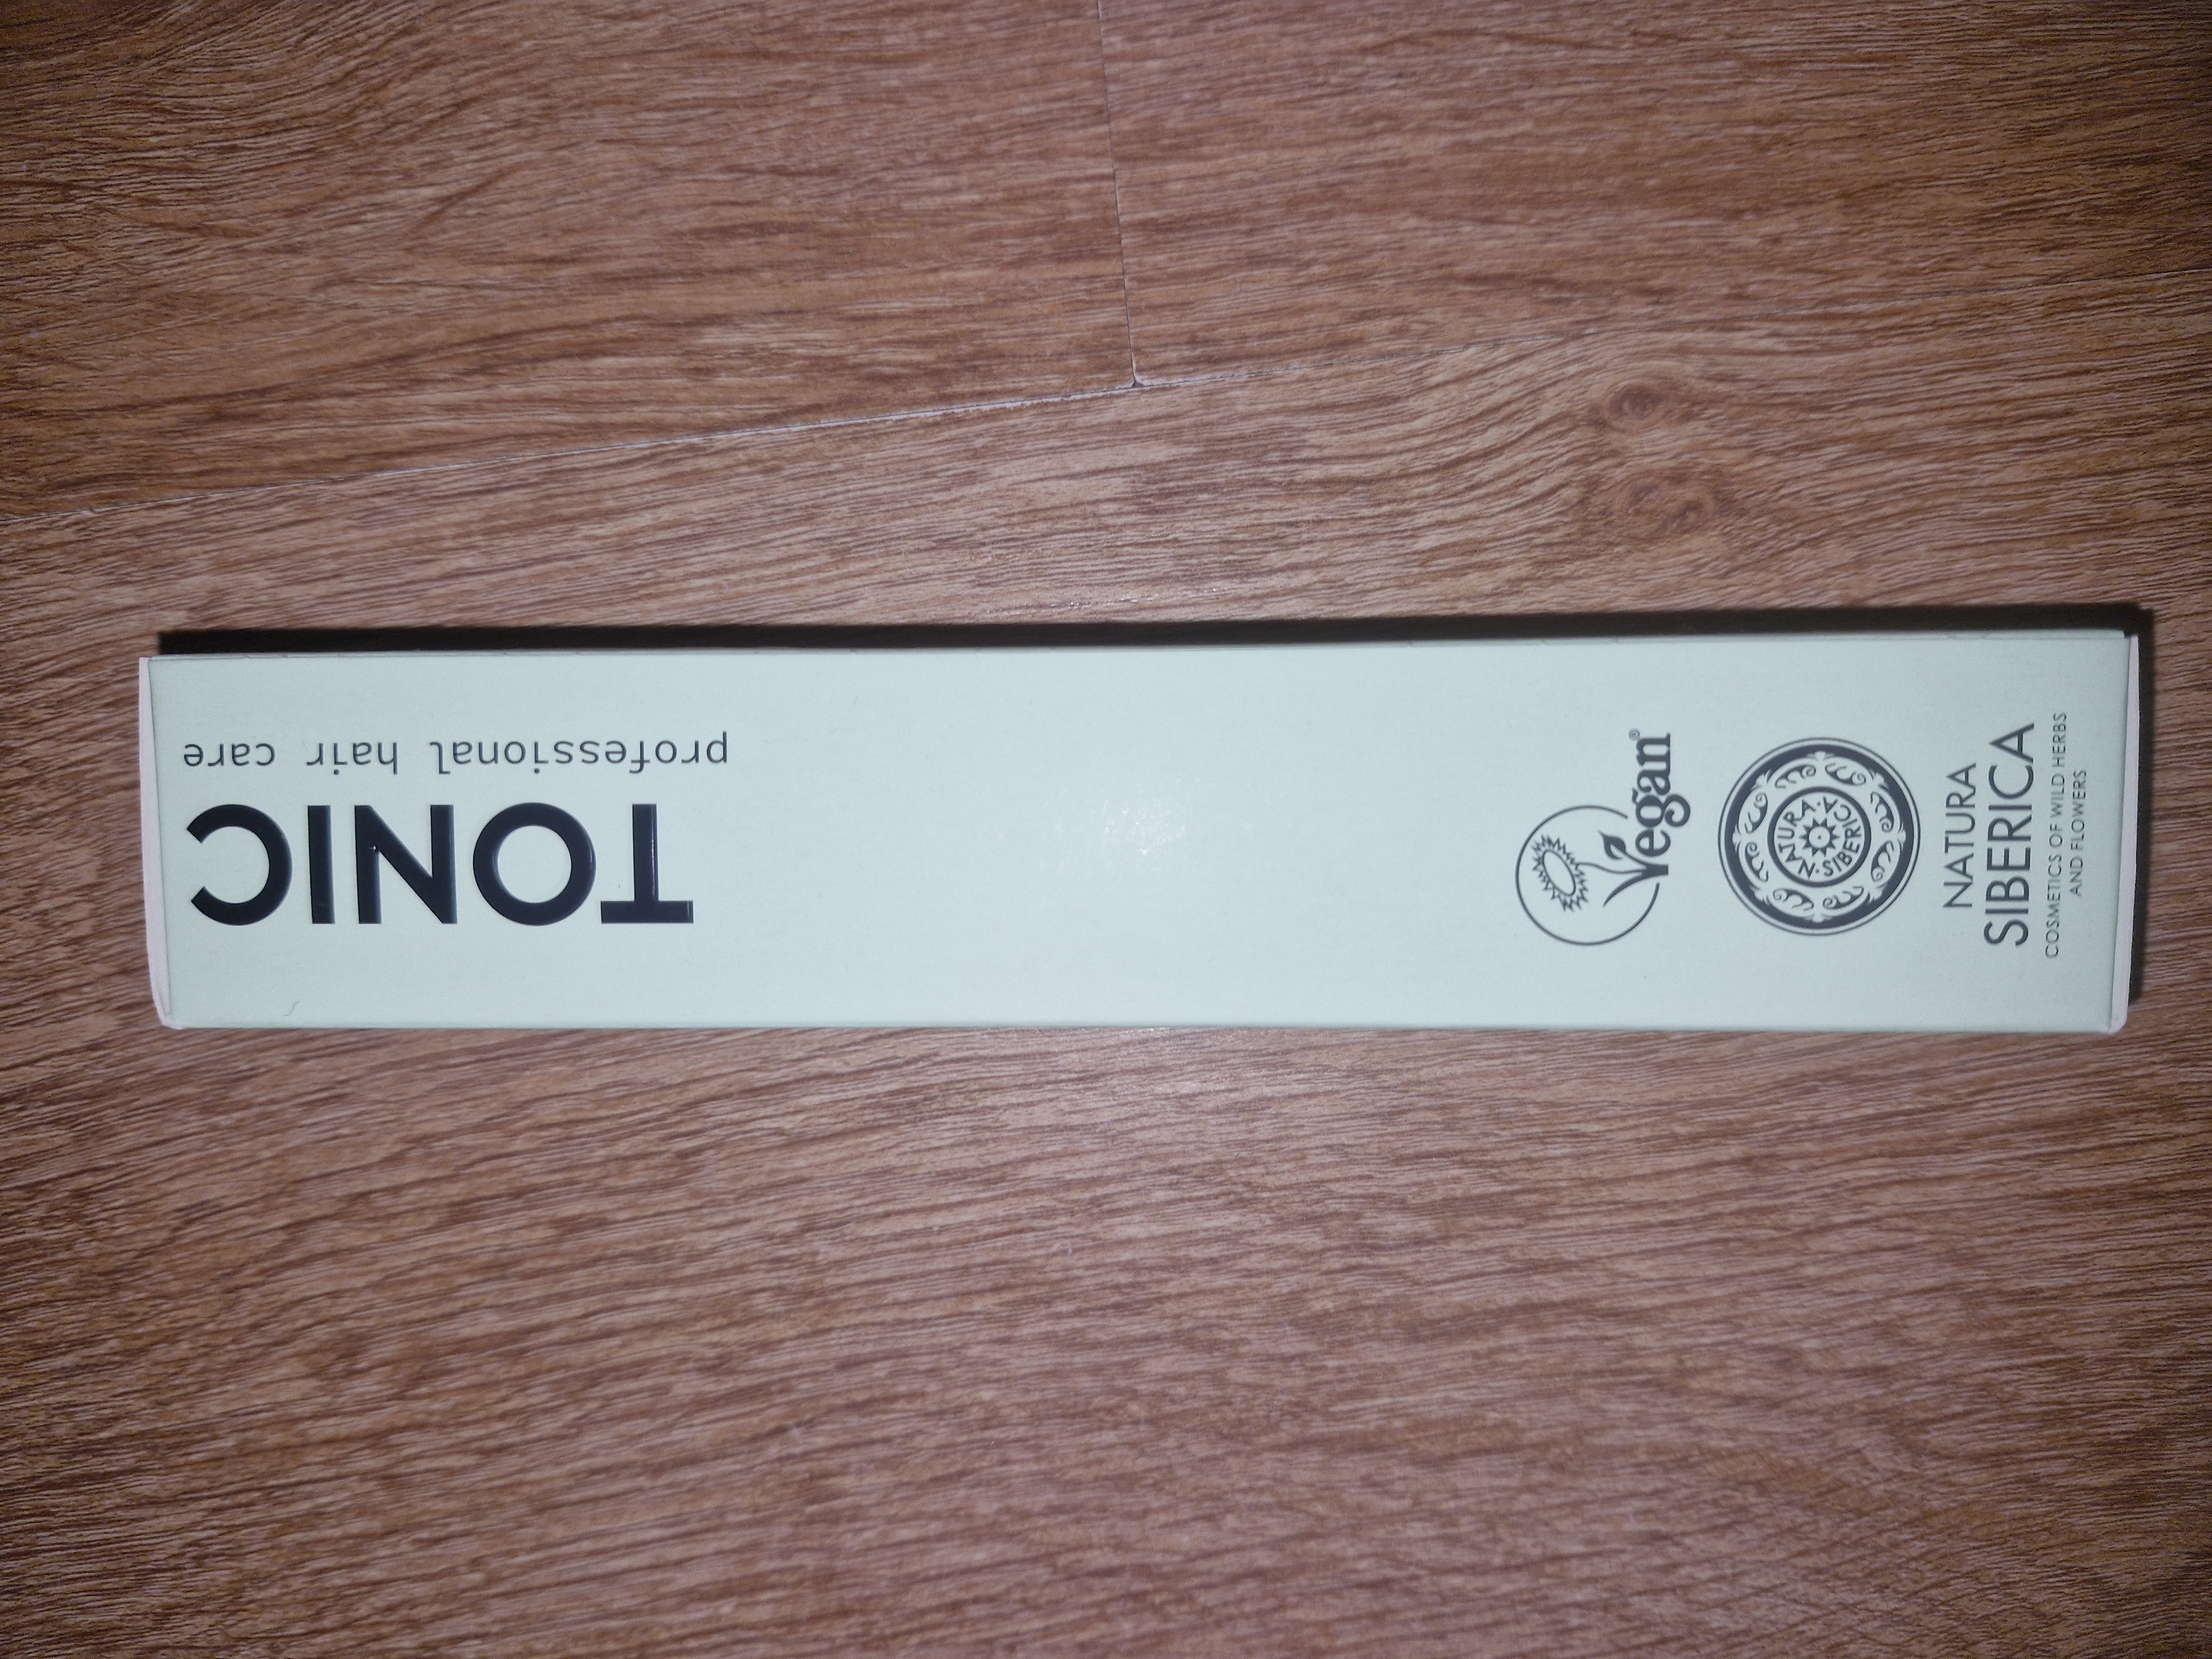 TONIC
professional hair care
Vegan®
NATURA · SIBERICA ·
NATURA
SIBERICA
COSMETICS OF WILD HERBS
AND FLOWERS